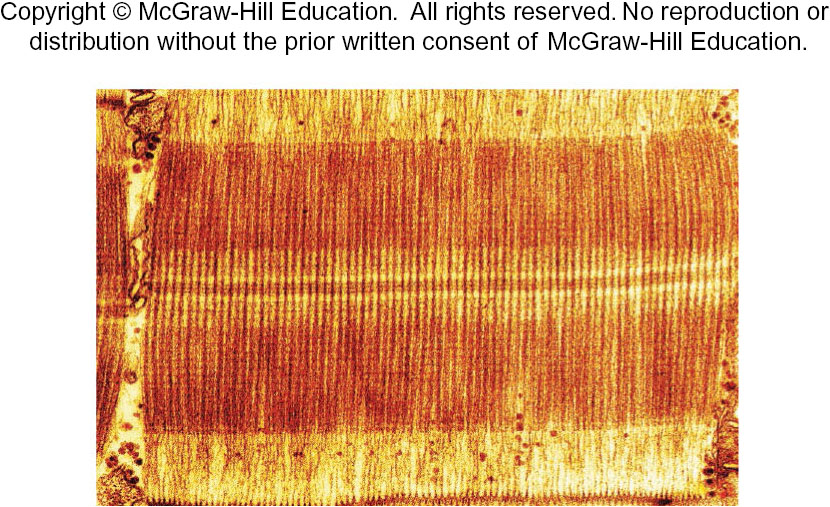 Copyright © McGraw-Hill Education.  All rights reserved. No reproduction or
distribution without the prior written consent of McGraw-Hill Education.